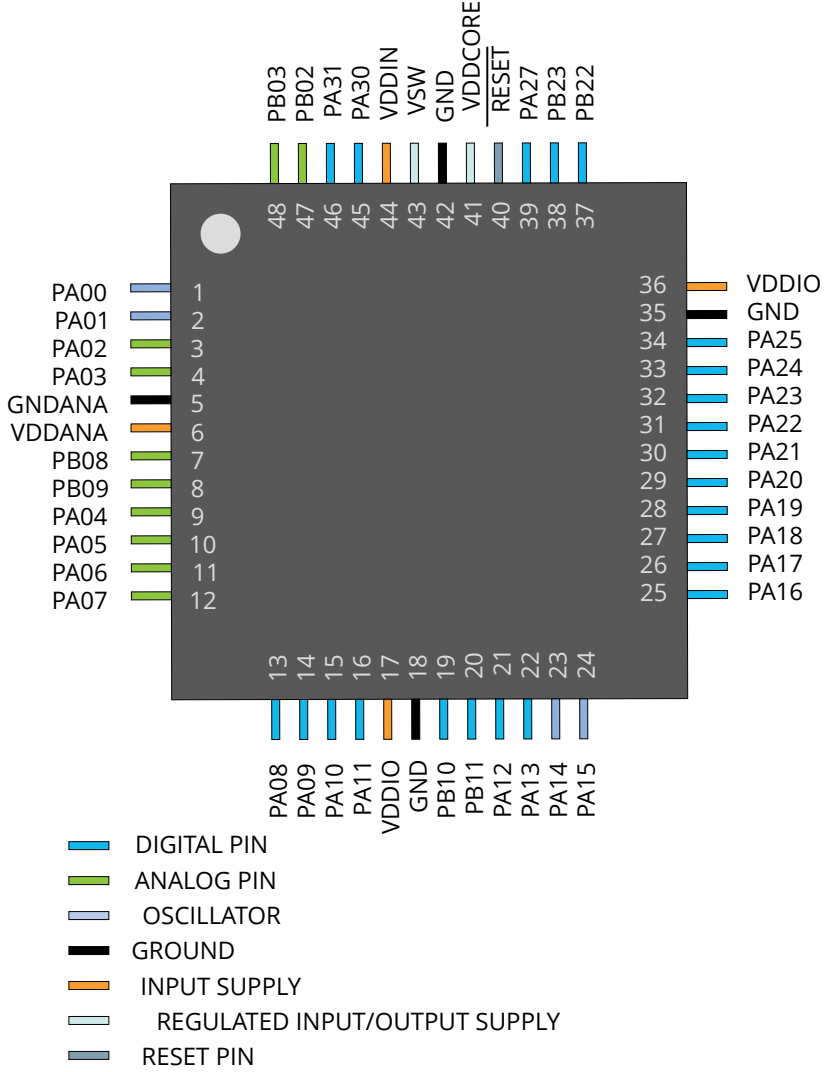 PB03
PB02
PA31
PA30
VDDIN
VSW
GND
VDDCORE
RESET
PA27
PB23
PB22
48
47
46
45
44
43
42
41
40
39
38
37
PA00 1
PA01 2
PA02 3
PA03 4
GNDANA 5
VDDANA 6
PB08 7
PB09 8
PA04 9
PA05 10
PA06 11
PA07 12
36 VDDIO
35 GND
34 PA25
33 PA24
32 PA23
31 PA22
30 PA21
29 PA20
28 PA19
27 PA18
26 PA17
25 PA16
13
14
15
16
17
18
19
20
21
22
23
24
PA08
PA09
PA10
PA11
VDDIO
GND
PB10
PB11
PA12
PA13
PA14
PA15
DIGITAL PIN
ANALOG PIN
OSCILLATOR
GROUND
INPUT SUPPLY
REGULATED INPUT/OUTPUT SUPPLY
RESET PIN